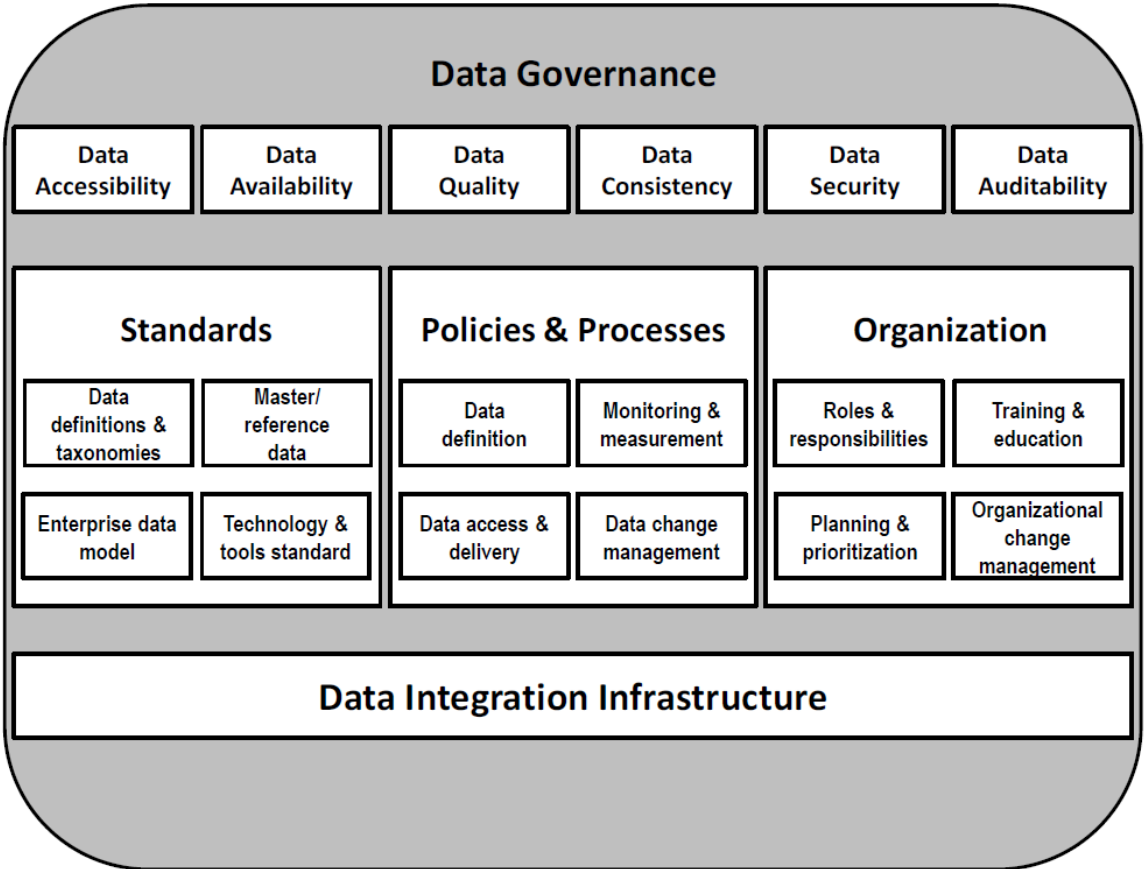 Data Governance
Data
Accessibility
Data
Availability
Data
Quality
Data
Consistency
Data
Security
Data
Auditability
Standards
Data
definitions &
taxonomies
Master/
reference
data
Enterprise data
model
Technology &
tools standard
Policies & Processes
Data
definition
Monitoring &
measurement
Data access &
delivery
Data change
management
Organization
Roles &
responsibilities
Training &
education
Planning &
prioritization
Organizational
change
management
Data Integration Infrastructure